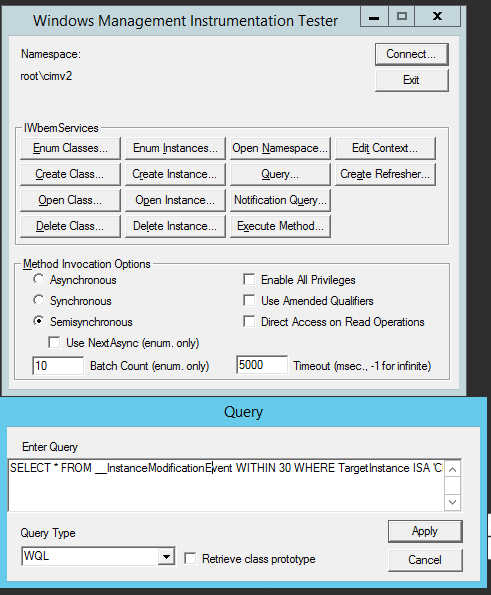 Windows Management Instrumentation Tester
Namespace:
root\cimv2
Connect...
Exit
IWbemServices
Enum Classes... Enum Instances... Open Namespace... Edit Context...
Create Class... Create Instance... Query... Create Refresher...
Open Class... Open Instance... Notification Query...
Delete Class... Delete Instance... Execute Method...
Method Invocation Options
Asynchronous Enable All Privileges
Synchronous Use Amended Qualifiers
Semisynchronous Direct Access on Read Operations
Use NextAsync (enum. only)
10 Batch Count (enum. only) 5000 Timeout (msec., -1 for infinite)
Query
Enter Query
SELECT * FROM __InstanceModificationEvent WITHIN 30 WHERE TargetInstance ISA
Query Type
WQL
Retrieve class prototype
Apply
Cancel